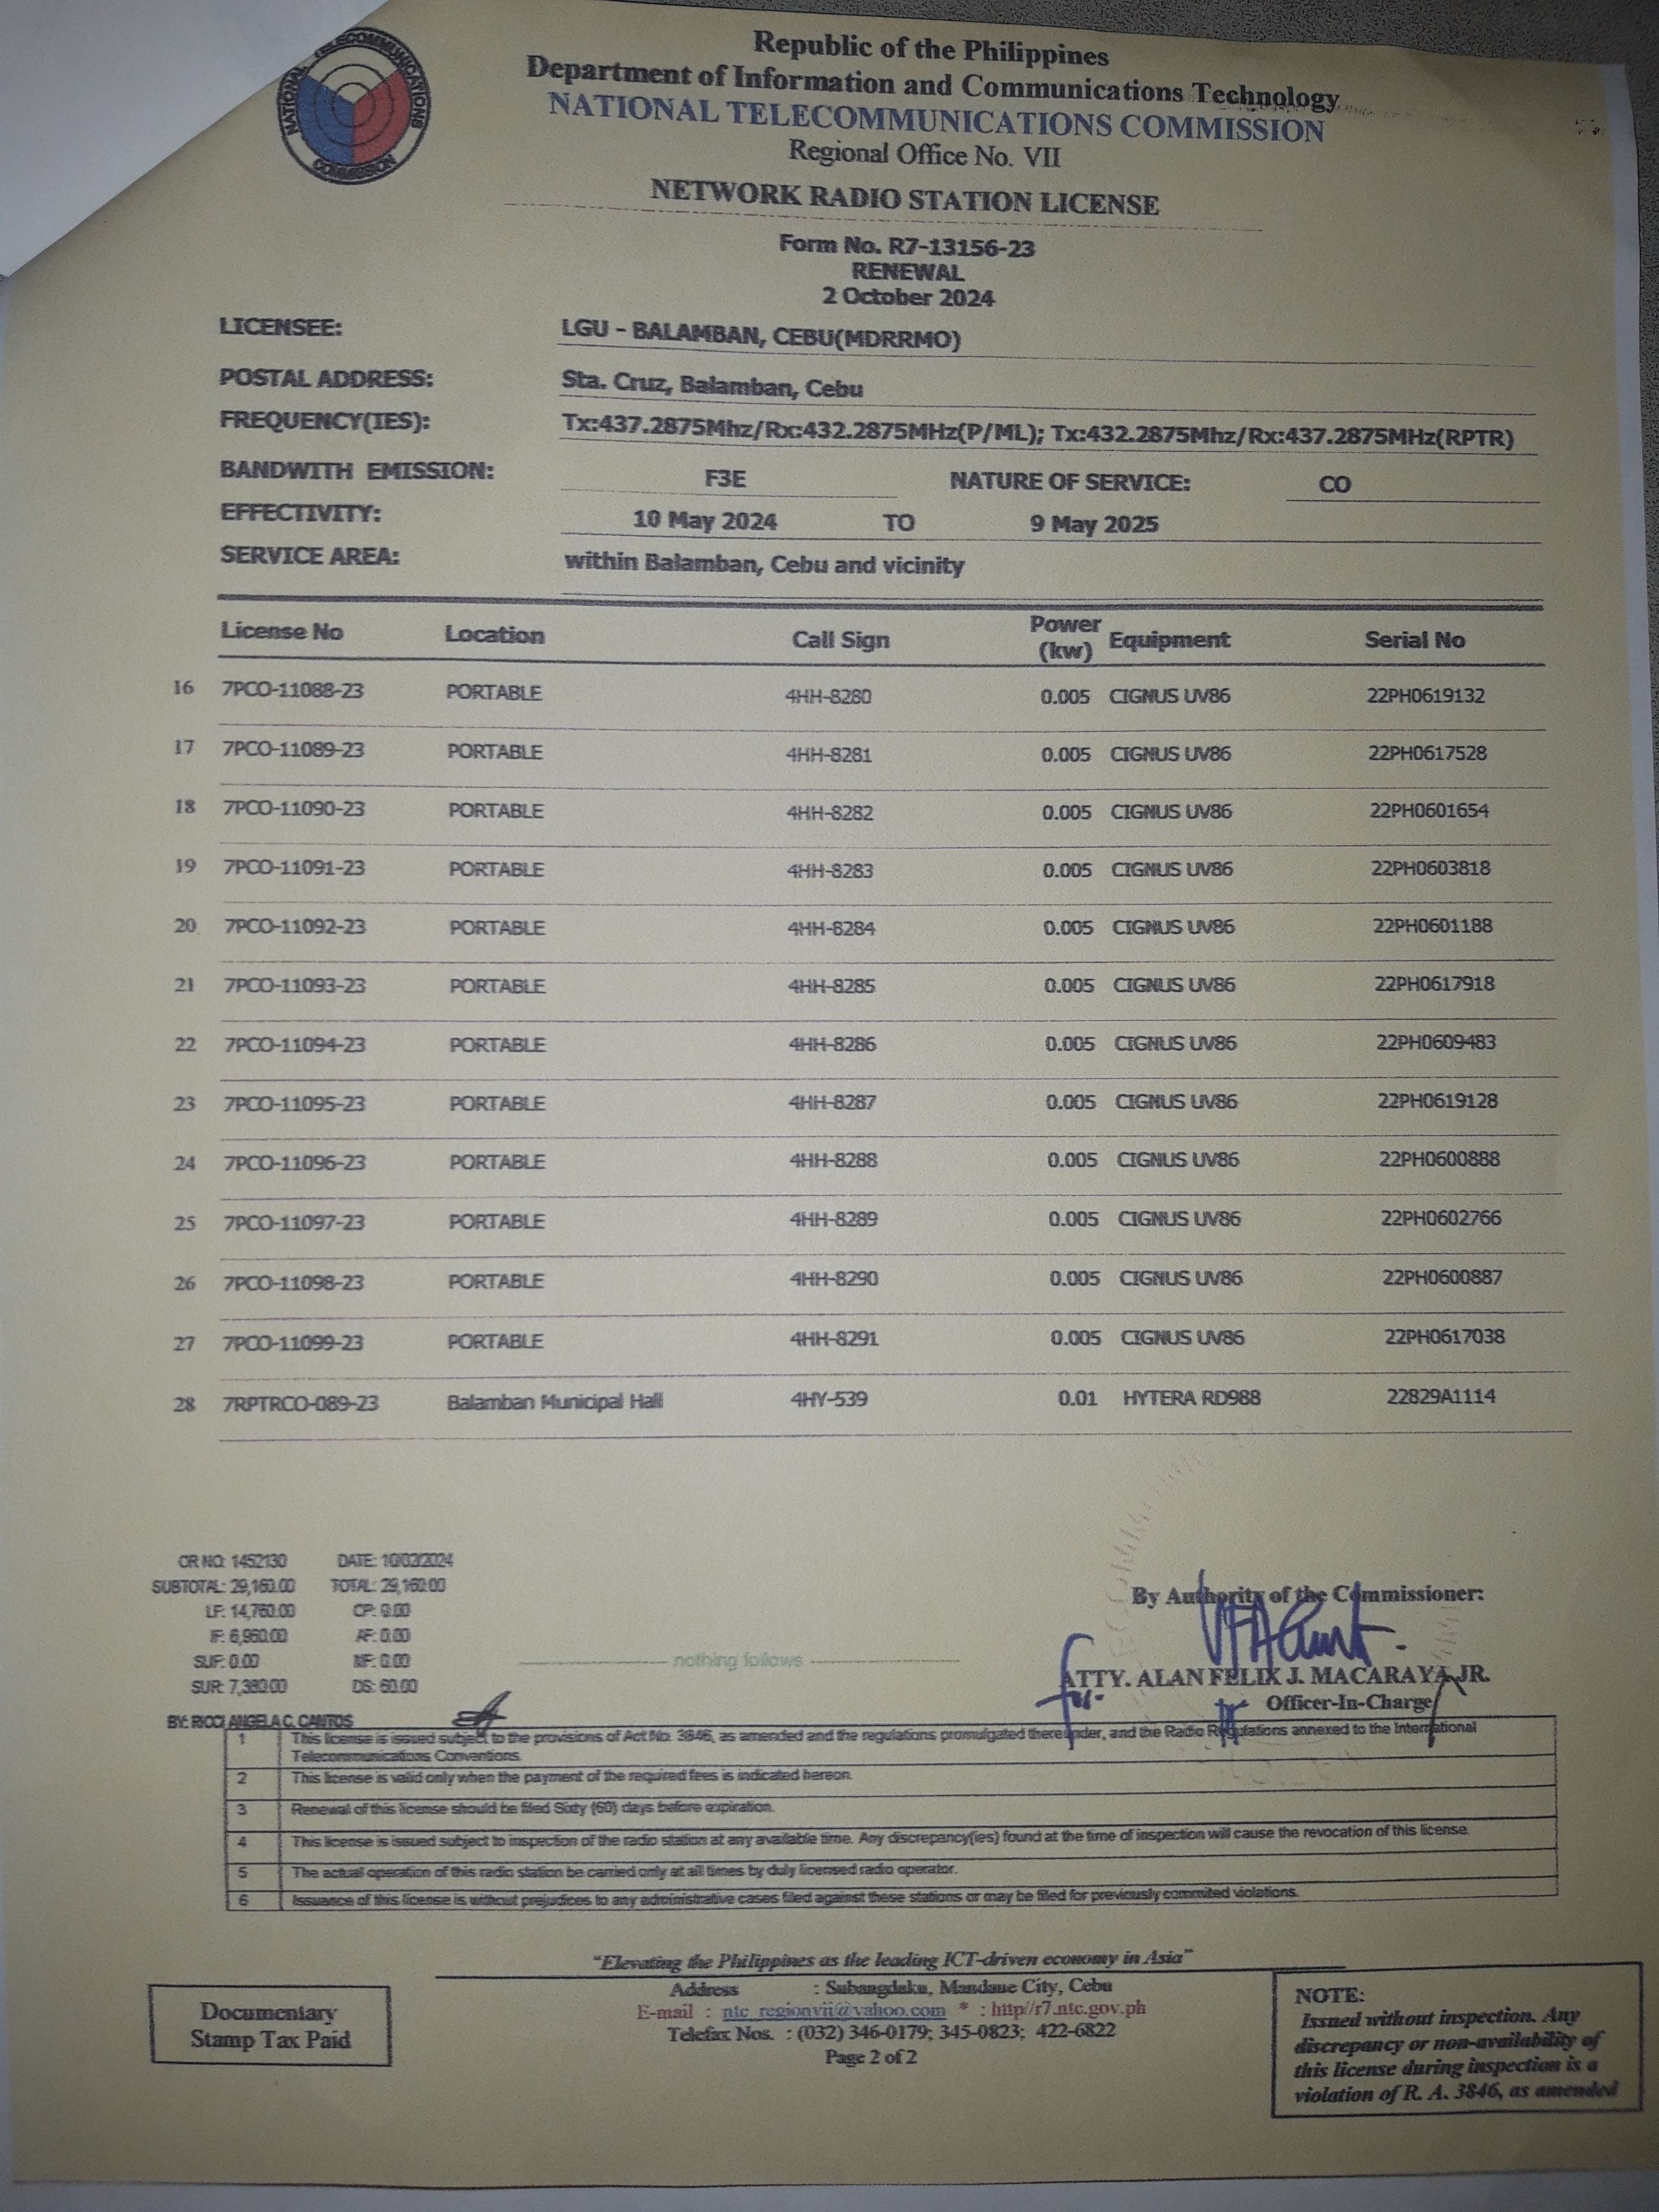 NATIONAL TELECOMMUNICATIONS COMMISSION
Republic of the Philippines
Department of Information and Communications Technology
NATIONAL TELECOMMUNICATIONS COMMISSION
Regional Office No. VII
NETWORK RADIO STATION LICENSE
Form No. R7-13156-23
RENEWAL
2 October 2024
LICENSEE: LGU - BALAMBAN, CEBU(MDRRMO)
POSTAL ADDRESS: Sta. Cruz, Balamban, Cebu
FREQUENCY(IES): Tx:437.2875Mhz/Rx:432.2875MHz(P/ML); Tx:432.2875Mhz/Rx:437.2875MHz(RPTR)
BANDWITH EMISSION: F3E NATURE OF SERVICE: CO
EFFECTIVITY: 10 May 2024 TO 9 May 2025
SERVICE AREA: within Balamban, Cebu and vicinity
License No Location Call Sign Power (kw) Equipment Serial No
16 7PCO-11088-23 PORTABLE 4HH-8280 0.005 CIGNUS UV86 22PH0619132
17 7PCO-11089-23 PORTABLE 4HH-8281 0.005 CIGNUS UV86 22PH0617528
18 7PCO-11090-23 PORTABLE 4HH-8282 0.005 CIGNUS UV86 22PH0601654
19 7PCO-11091-23 PORTABLE 4HH-8283 0.005 CIGNUS UV86 22PH0603818
20 7PCO-11092-23 PORTABLE 4HH-8284 0.005 CIGNUS UV86 22PH0601188
21 7PCO-11093-23 PORTABLE 4HH-8285 0.005 CIGNUS UV86 22PH0617918
22 7PCO-11094-23 PORTABLE 4HH-8286 0.005 CIGNUS UV86 22PH0609483
23 7PCO-11095-23 PORTABLE 4HH-8287 0.005 CIGNUS UV86 22PH0619128
24 7PCO-11096-23 PORTABLE 4HH-8288 0.005 CIGNUS UV86 22PH0600888
25 7PCO-11097-23 PORTABLE 4HH-8289 0.005 CIGNUS UV86 22PH0602766
26 7PCO-11098-23 PORTABLE 4HH-8290 0.005 CIGNUS UV86 22PH0600887
27 7PCO-11099-23 PORTABLE 4HH-8291 0.005 CIGNUS UV86 22PH0617038
28 7RPTRCO-089-23 Balamban Municipal Hall 4HY-539 0.01 HYTERA RD988 22829A1114
OR NO: 1452130 DATE: 10/02/2024
SUBTOTAL: 29,160.00 TOTAL: 29,160.00
LF: 14,760.00 CP: 0.00
IF: 6,960.00 AF: 0.00
SUF: 0.00 MF: 0.00
SUR: 7,380.00 DS: 60.00
nothing follows
BY: RICCI ANGELA C. CANTOS
By Authority of the Commissioner:
for
ATTY. ALAN FELIX J. MACARAYA, JR.
Officer-In-Charge
1 This license is issued subject to the provisions of Act No. 3846, as amended and the regulations promulgated thereunder, and the Radio Regulations annexed to the International
Telecommunications Conventions.
2 This license is valid only when the payment of the required fees is indicated hereon.
3 Renewal of this license should be filed Sixty (60) days before expiration.
4 This license is issued subject to inspection of the radio station at any available time. Any discrepancy(ies) found at the time of inspection will cause the revocation of this license.
5 The actual operation of this radio station be carried only at all times by duly licensed radio operator.
6 Issuance of this license is without prejudices to any administrative cases filed against these stations or may be filed for previously commited violations.
"Elevating the Philippines as the leading ICT-driven economy in Asia"
Address : Subangdaku, Mandaue City, Cebu
E-mail : ntc_regionvii@yahoo.com * : http//r7.ntc.gov.ph
Telefax Nos. : (032) 346-0179; 345-0823; 422-6822
Page 2 of 2
Documentary
Stamp Tax Paid
NOTE:
Issued without inspection. Any
discrepancy or non-availability of
this license during inspection is a
violation of R. A. 3846, as amended